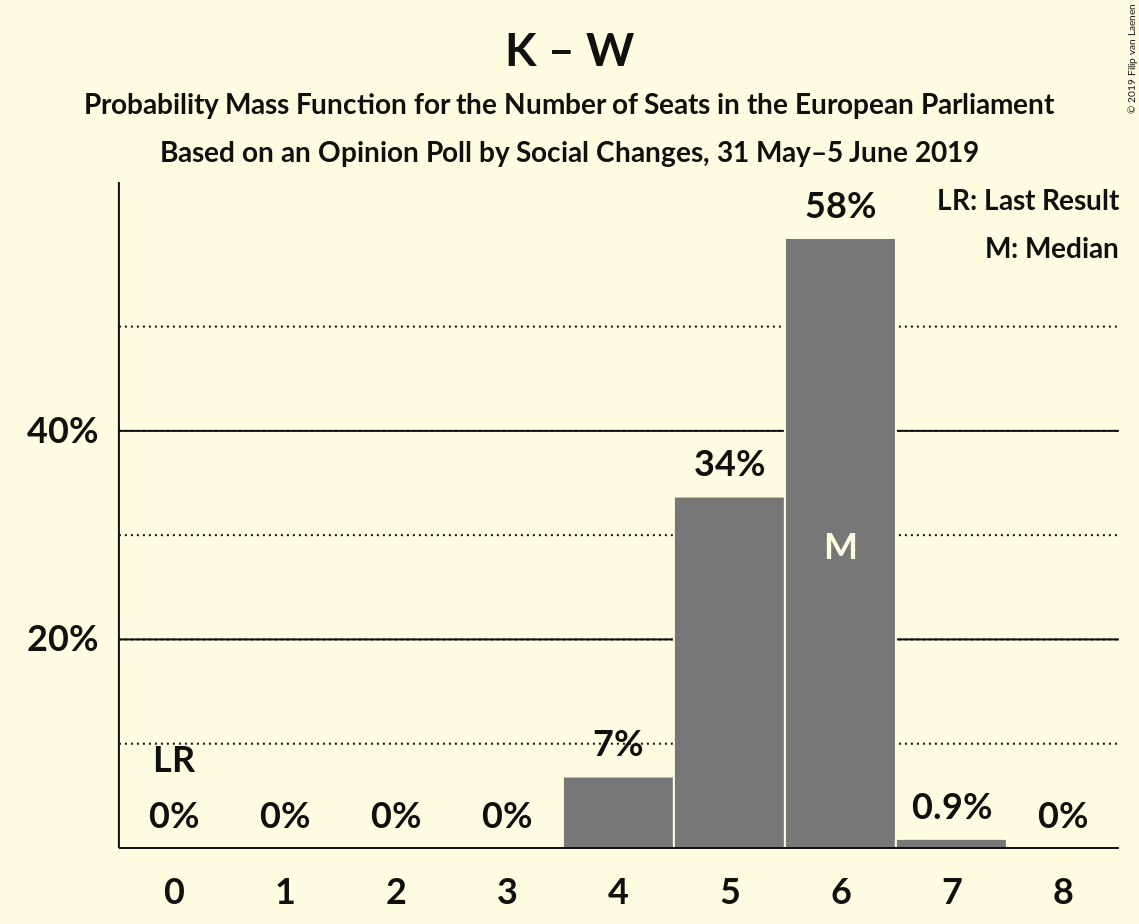 K – W
Probability Mass Function for the Number of Seats in the European Parliament
Based on an Opinion Poll by Social Changes, 31 May–5 June 2019
© 2019 Filip van Laenen
LR: Last Result
M: Median
58%
40%
34%
M
20%
7%
LR
0% 0% 0% 0% 0.9% 0%
0 1 2 3 4 5 6 7 8